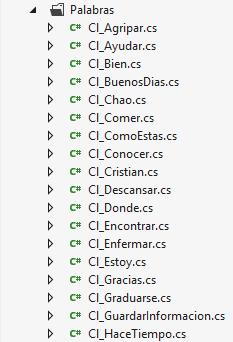 Palabras
C# Cl_Agripar.cs
C# Cl_Ayudar.cs
C# Cl_Bien.cs
C# Cl_BuenosDias.cs
C# Cl_Chao.cs
C# Cl_Comer.cs
C# Cl_ComoEstas.cs
C# Cl_Conocer.cs
C# Cl_Cristian.cs
C# Cl_Descansar.cs
C# Cl_Donde.cs
C# Cl_Encontrar.cs
C# Cl_Enfermar.cs
C# Cl_Estoy.cs
C# Cl_Gracias.cs
C# Cl_Graduarse.cs
C# Cl_GuardarInformacion.cs
C# Cl_HaceTiempo.cs